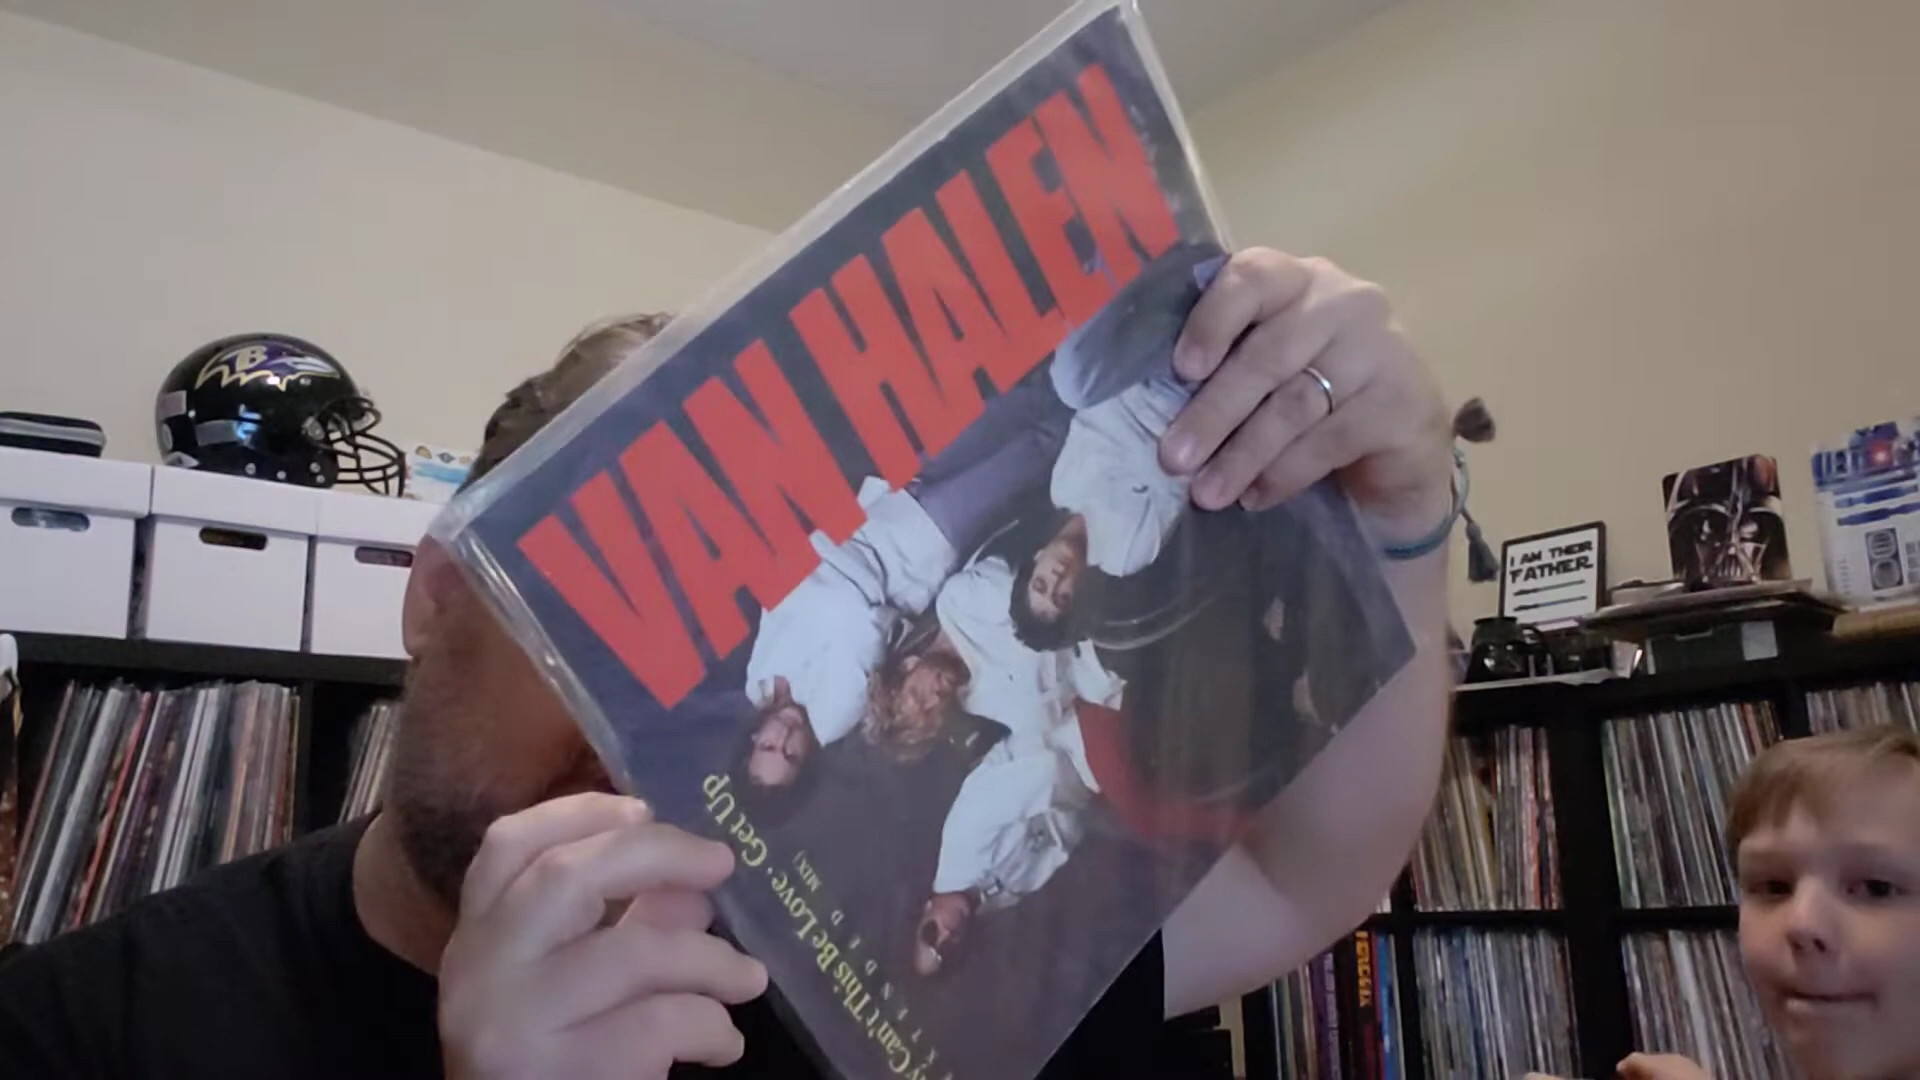 VAN HALEN
Can't This Be Love · Get Up
MIX)
I AM THEIR
FATHER
B